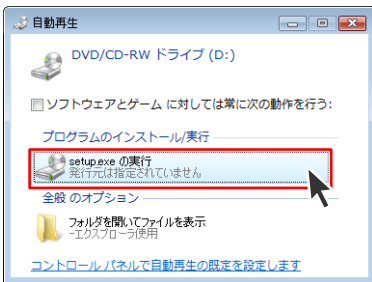 自動再生
DVD/CD-RW ドライブ (D:)
ソフトウェアとゲーム に対しては常に次の動作を行う:
プログラムのインストール/実行
setup.exe の実行
発行元は指定されていません
全般 のオプション
フォルダを開いてファイルを表示
-エクスプローラ使用
コントロール パネルで自動再生の既定を設定します